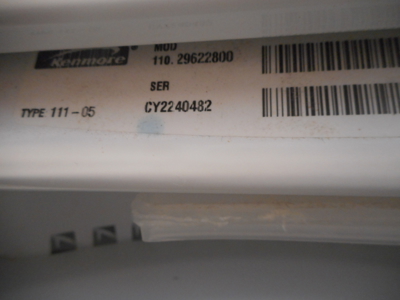 Kenmore
MOD
110. 29622800
SER
TYPE 111-05
CY2240482